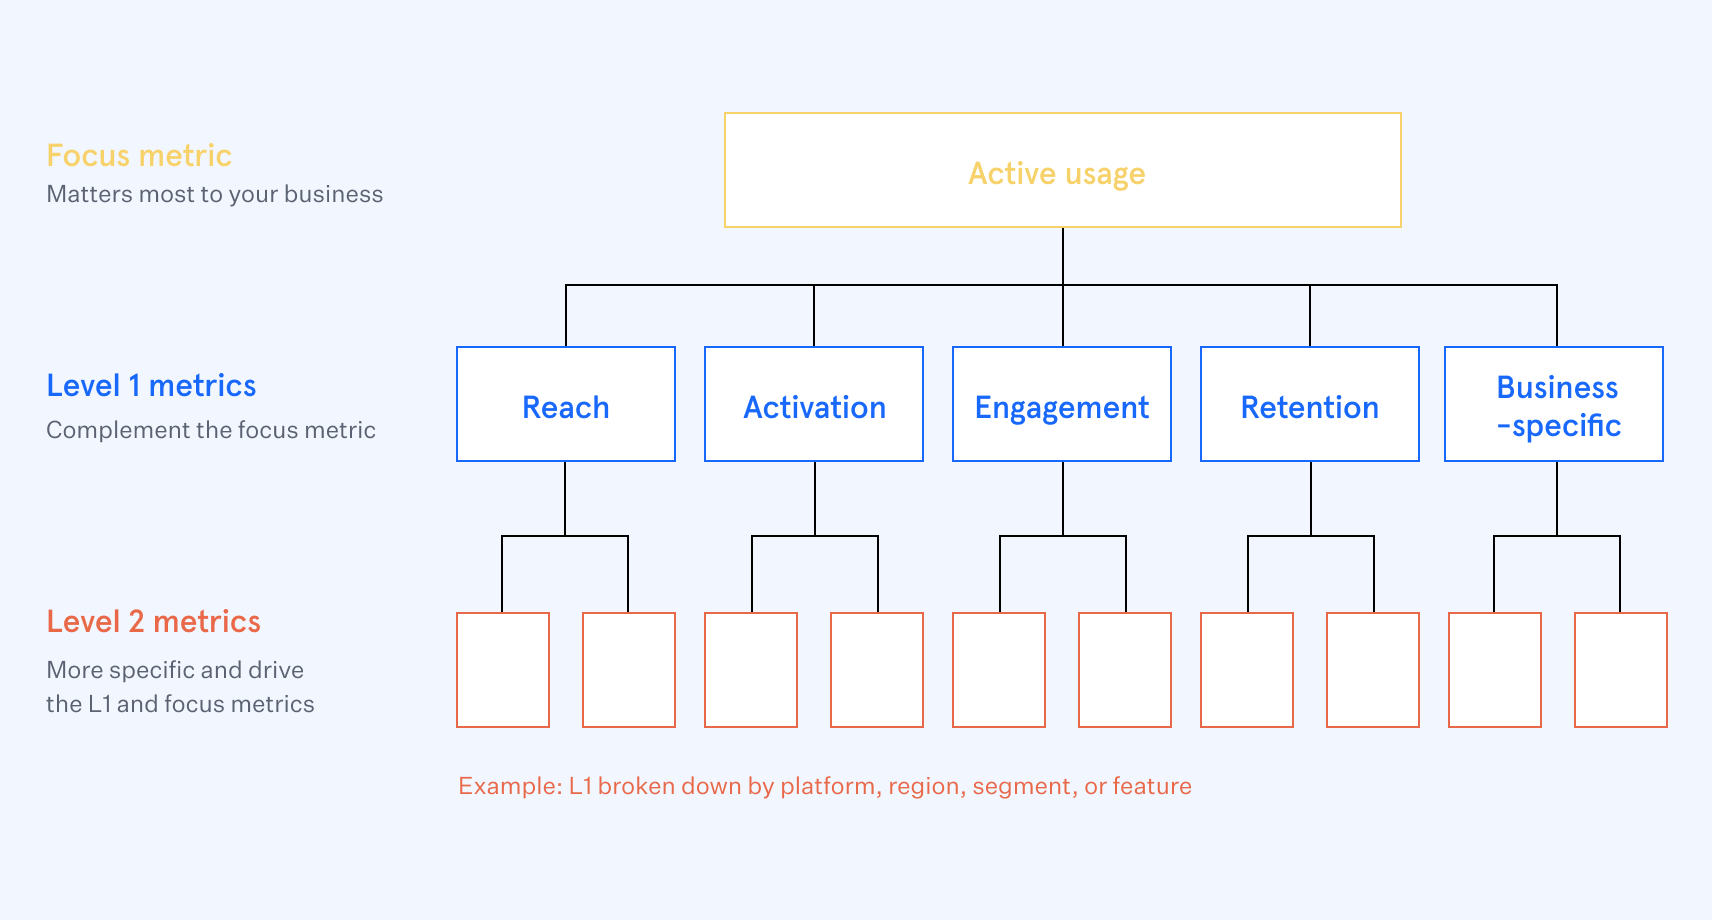 Focus metric
Matters most to your business
Active usage
Level 1 metrics
Complement the focus metric
Reach
Activation
Engagement
Retention
Business
-specific
Level 2 metrics
More specific and drive
the L1 and focus metrics
Example: L1 broken down by platform, region, segment, or feature